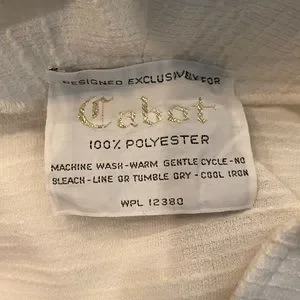 DESIGNED EXCLUSIVELY FOR
Cabot
100% POLYESTER
MACHINE WASH-WARM GENTLE CYCLE-NO
BLEACH-LINE OR TUMBLE DRY-COOL IRON
WPL 12380